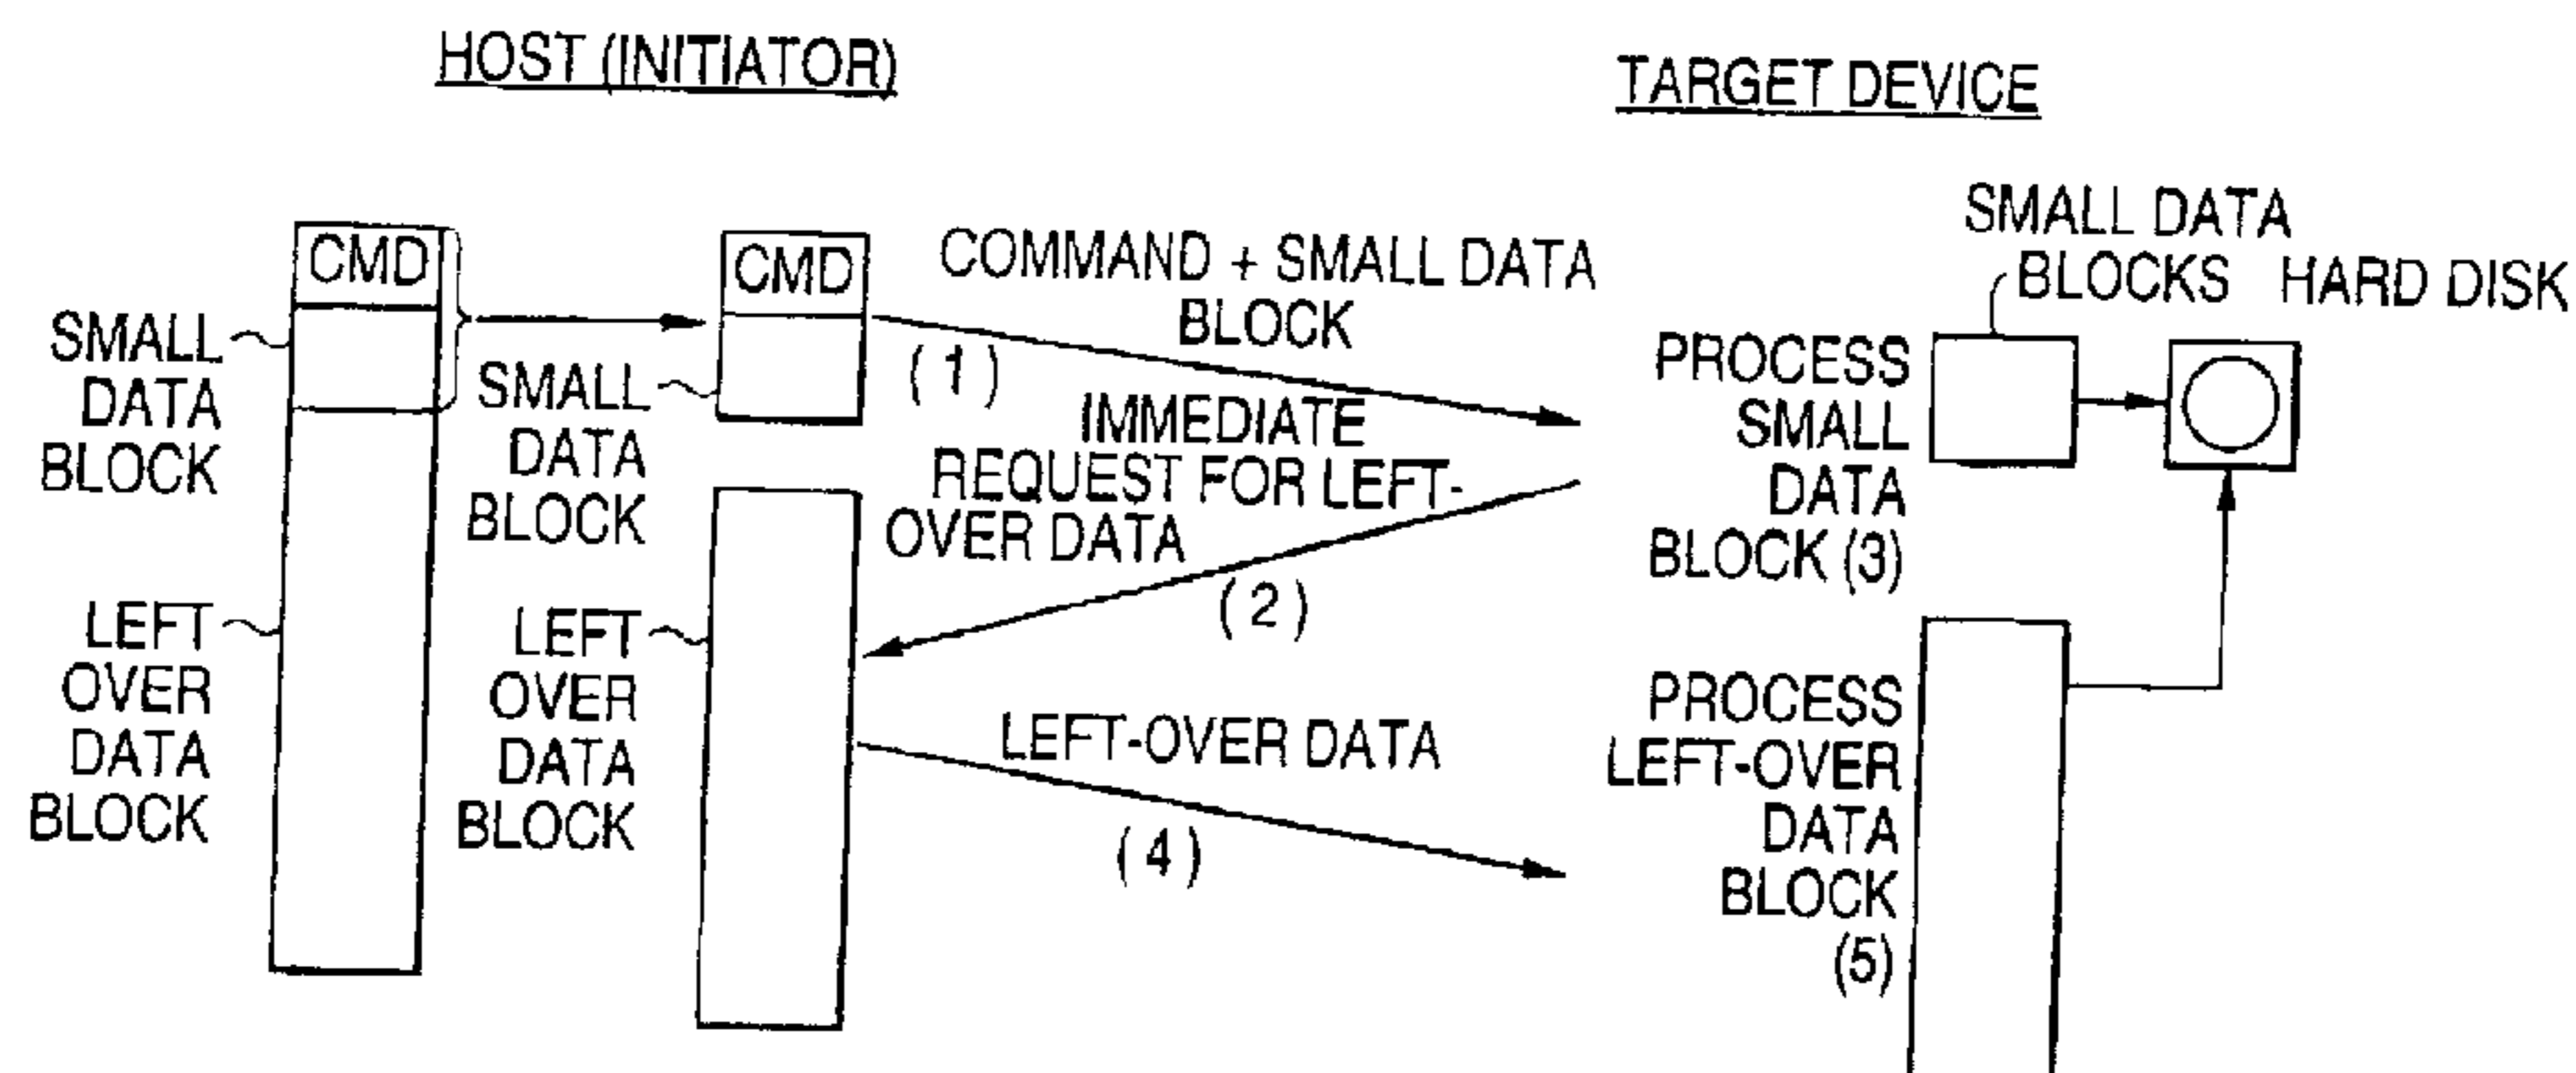 HOST (INITIATOR)
TARGET DEVICE
CMD
SMALL
DATA
BLOCK
LEFT
OVER
DATA
BLOCK
CMD
SMALL
DATA
BLOCK
LEFT
OVER
DATA
BLOCK
COMMAND + SMALL DATA
BLOCK
(1)
IMMEDIATE
REQUEST FOR LEFT-
OVER DATA
(2)
LEFT-OVER DATA
(4)
SMALL DATA
BLOCKS
HARD DISK
PROCESS
SMALL
DATA
BLOCK (3)
PROCESS
LEFT-OVER
DATA
BLOCK
(5)